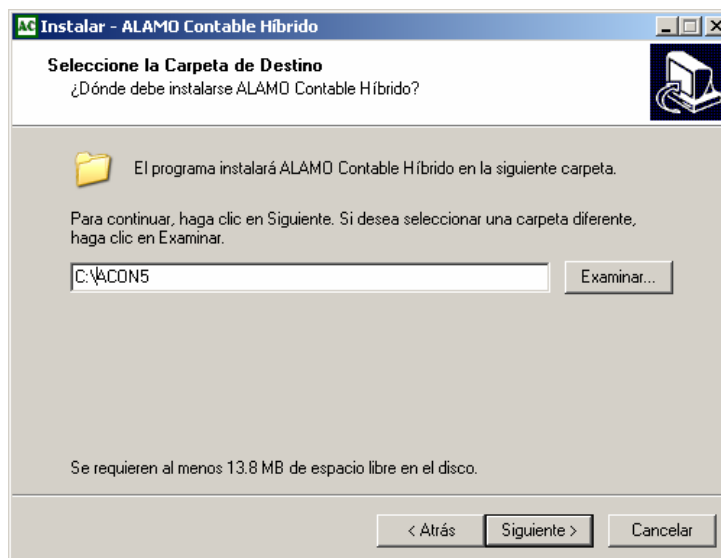 AC Instalar - ALAMO Contable Híbrido
Seleccione la Carpeta de Destino
¿Dónde debe instalarse ALAMO Contable Híbrido?
El programa instalará ALAMO Contable Híbrido en la siguiente carpeta.
Para continuar, haga clic en Siguiente. Si desea seleccionar una carpeta diferente,
haga clic en Examinar.
C:\ACON5
Examinar...
Se requieren al menos 13.8 MB de espacio libre en el disco.
< Atrás
Siguiente >
Cancelar